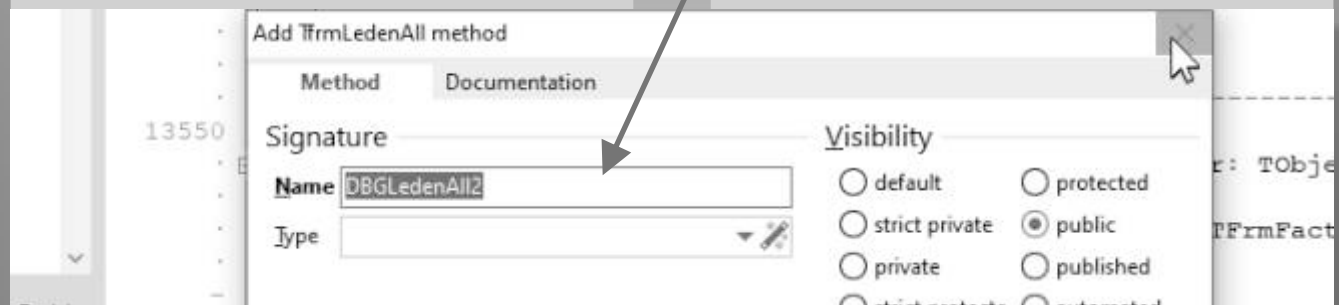 Add TfrmLedenAll method
Method Documentation
13550
Signature
Visibility
r: TObje
Name DBGLedenAll2
default
protected
Type
strict private
public
TFrmFact
private
published